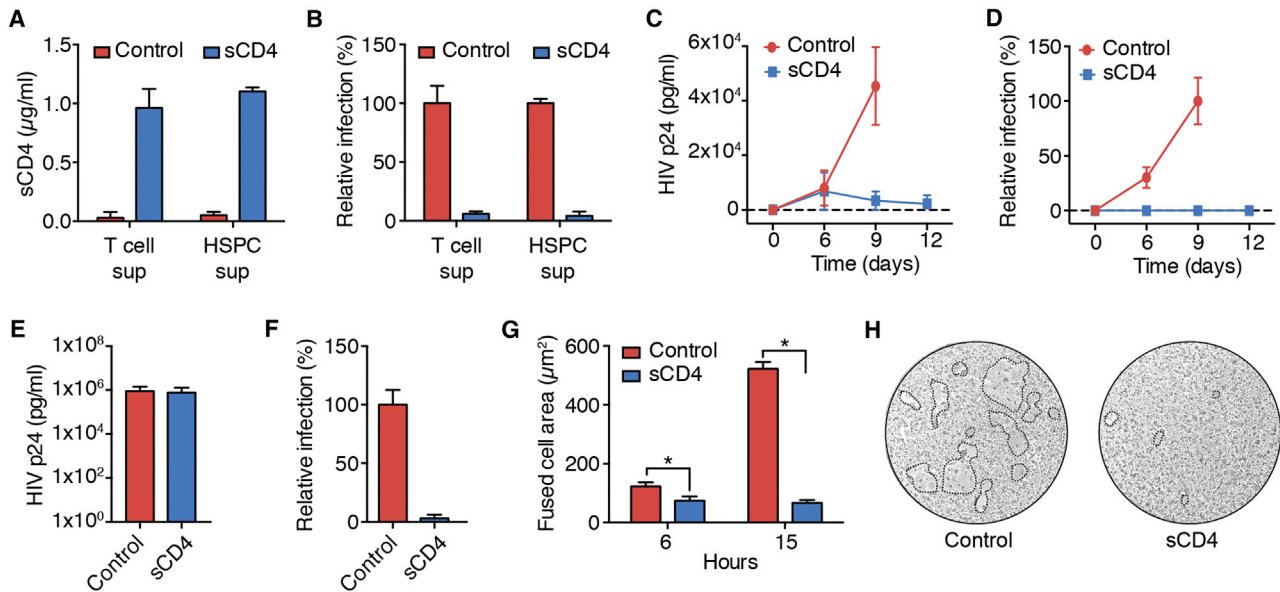 A
sCD4 (µg/ml)
1.5
1.0
0.5
0.0
Control
sCD4
T cell
sup
HSPC
sup
B
Relative infection (%)
150
100
50
0
Control
sCD4
T cell
sup
HSPC
sup
C
HIV p24 (pg/ml)
6x10⁴
4x10⁴
2x10⁴
0
Control
sCD4
0 6 9 12
Time (days)
D
Relative infection (%)
150
100
50
0
Control
sCD4
0 6 9 12
Time (days)
E
HIV p24 (pg/ml)
1x10⁸
1x10⁶
1x10⁴
1x10²
1x10⁰
Control
sCD4
F
Relative infection (%)
150
100
50
0
Control
sCD4
G
Fused cell area (µm²)
600
400
200
0
Control
sCD4
*
*
6 15
Hours
H
Control
sCD4